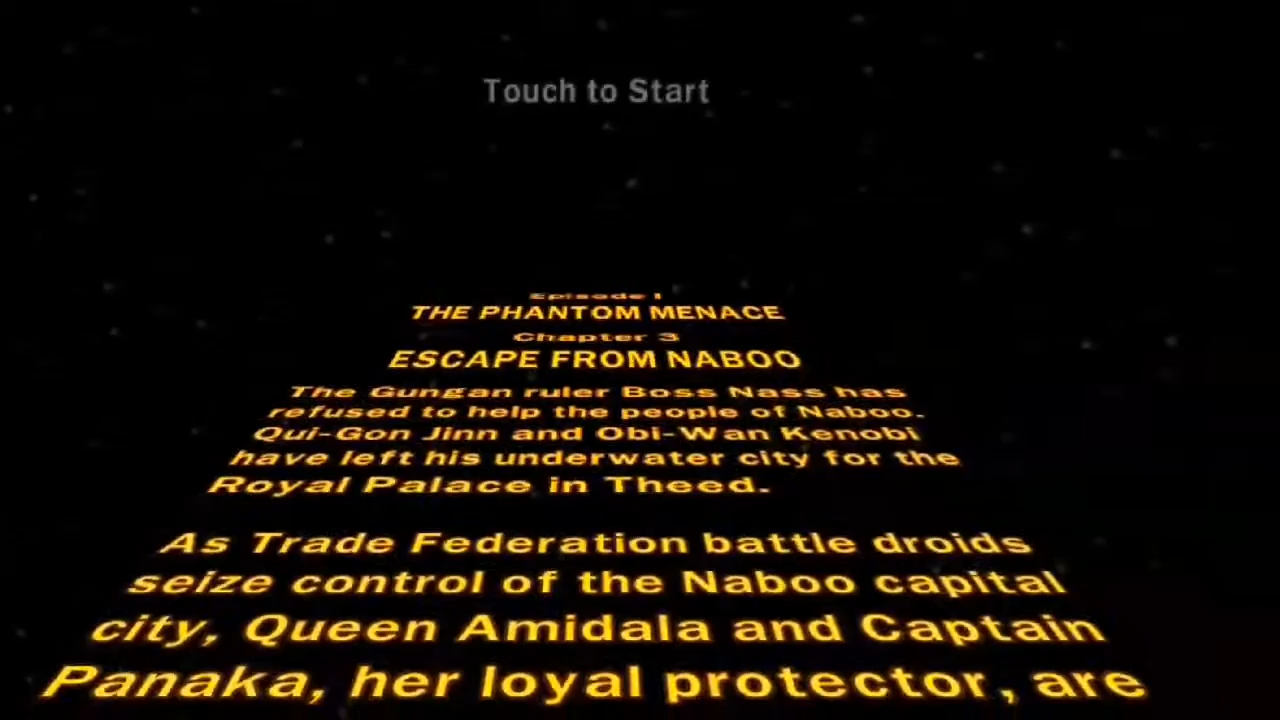 Touch to Start
Episode I
THE PHANTOM MENACE
Chapter 3
ESCAPE FROM NABOO
The Gungan ruler Boss Nass has
refused to help the people of Naboo.
Qui-Gon Jinn and Obi-Wan Kenobi
have left his underwater city for the
Royal Palace in Theed.
As Trade Federation battle droids
seize control of the Naboo capital
city, Queen Amidala and Captain
Panaka, her loyal protector, are